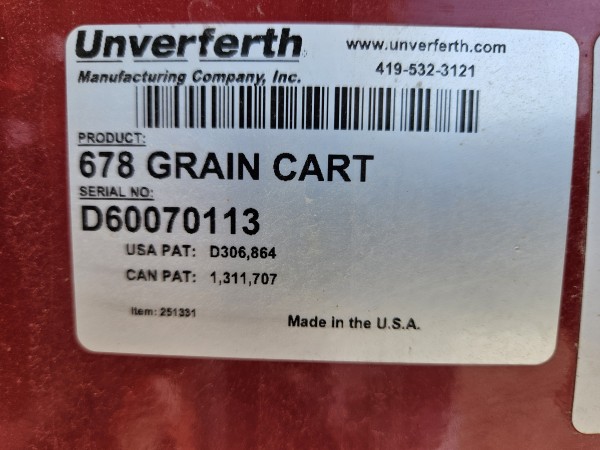 Unverferth
www.unverferth.com
Manufacturing Company, Inc.
419-532-3121
PRODUCT:
678 GRAIN CART
SERIAL NO:
D60070113
USA PAT: D306,864
CAN PAT: 1,311,707
Item: 251331
Made in the U.S.A.